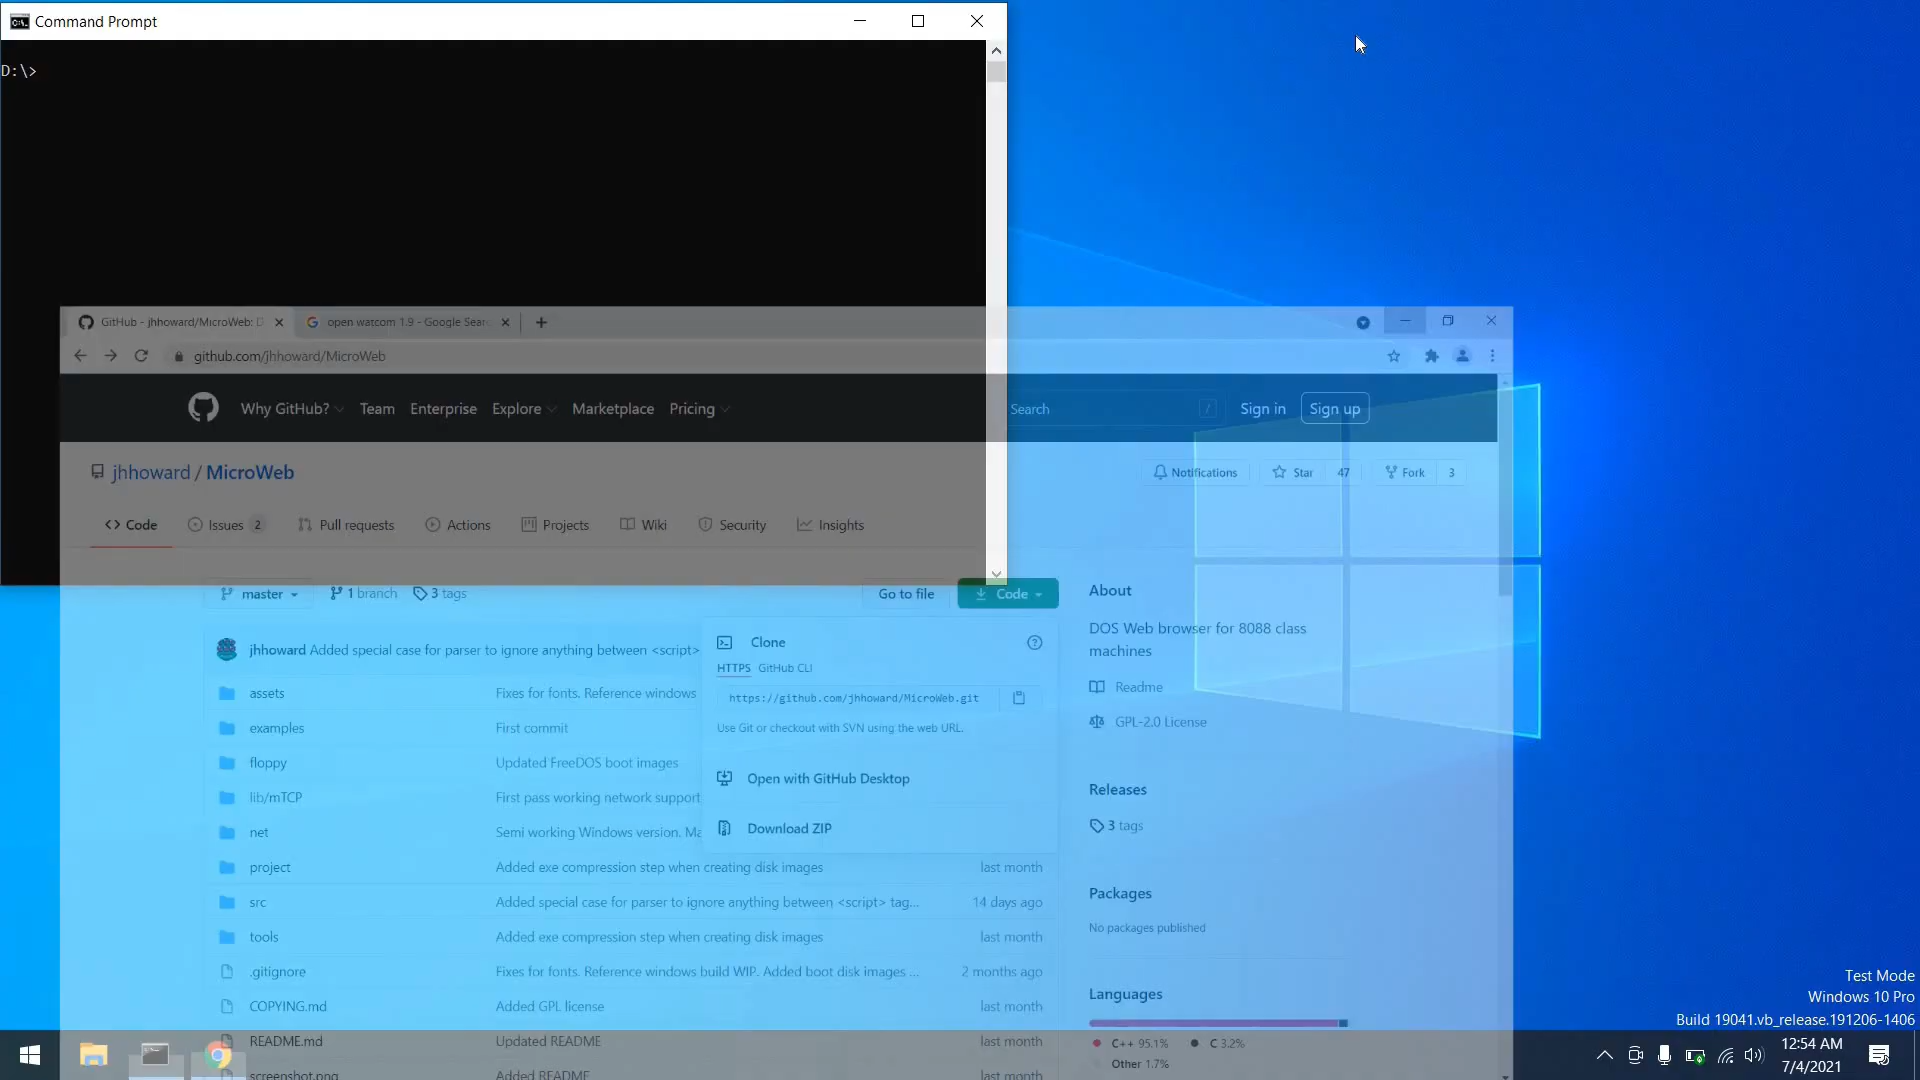 Command Prompt
D:\>
GitHub - jhhoward/MicroWeb: D
open watcom 1.9 - Google Sear
github.com/jhhoward/MicroWeb
Why GitHub? Team Enterprise Explore Marketplace Pricing
Search /
Sign in Sign up
jhhoward / MicroWeb
Notifications Star 47 Fork 3
Code Issues 2 Pull requests Actions Projects Wiki Security Insights
master 1 branch 3 tags
Go to file Code
jhhoward Added special case for parser to ignore anything between <script>
assets Fixes for fonts. Reference windows
examples First commit
floppy Updated FreeDOS boot images
lib/mTCP First pass working network support
net Semi working Windows version. Ma
project Added exe compression step when creating disk images last month
src Added special case for parser to ignore anything between <script> tag... 14 days ago
tools Added exe compression step when creating disk images last month
.gitignore Fixes for fonts. Reference windows build WIP. Added boot disk images ... 2 months ago
COPYING.md Added GPL license last month
README.md Updated README last month
screenshot.png Added README last month
Clone
HTTPS GitHub CLI
https://github.com/jhhoward/MicroWeb.git
Use Git or checkout with SVN using the web URL.
Open with GitHub Desktop
Download ZIP
About
DOS Web browser for 8088 class
machines
Readme
GPL-2.0 License
Releases
3 tags
Packages
No packages published
Languages
C++ 95.1% C 3.2%
Other 1.7%
Test Mode
Windows 10 Pro
Build 19041.vb_release.191206-1406
12:54 AM
7/4/2021